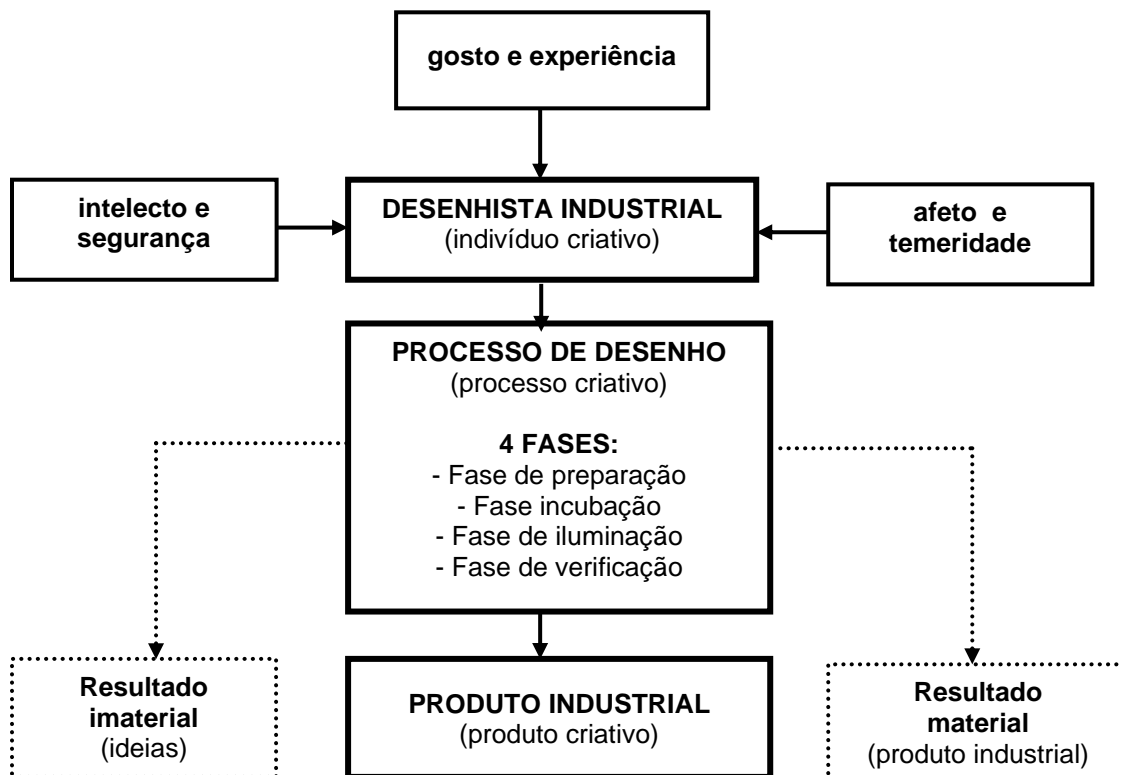 gosto e experiência
intelecto e
segurança
DESENHISTA INDUSTRIAL
(indivíduo criativo)
afeto e
temeridade
PROCESSO DE DESENHO
(processo criativo)
4 FASES:
- Fase de preparação
- Fase incubação
- Fase de iluminação
- Fase de verificação
Resultado
imaterial
(ideias)
PRODUTO INDUSTRIAL
(produto criativo)
Resultado
material
(produto industrial)